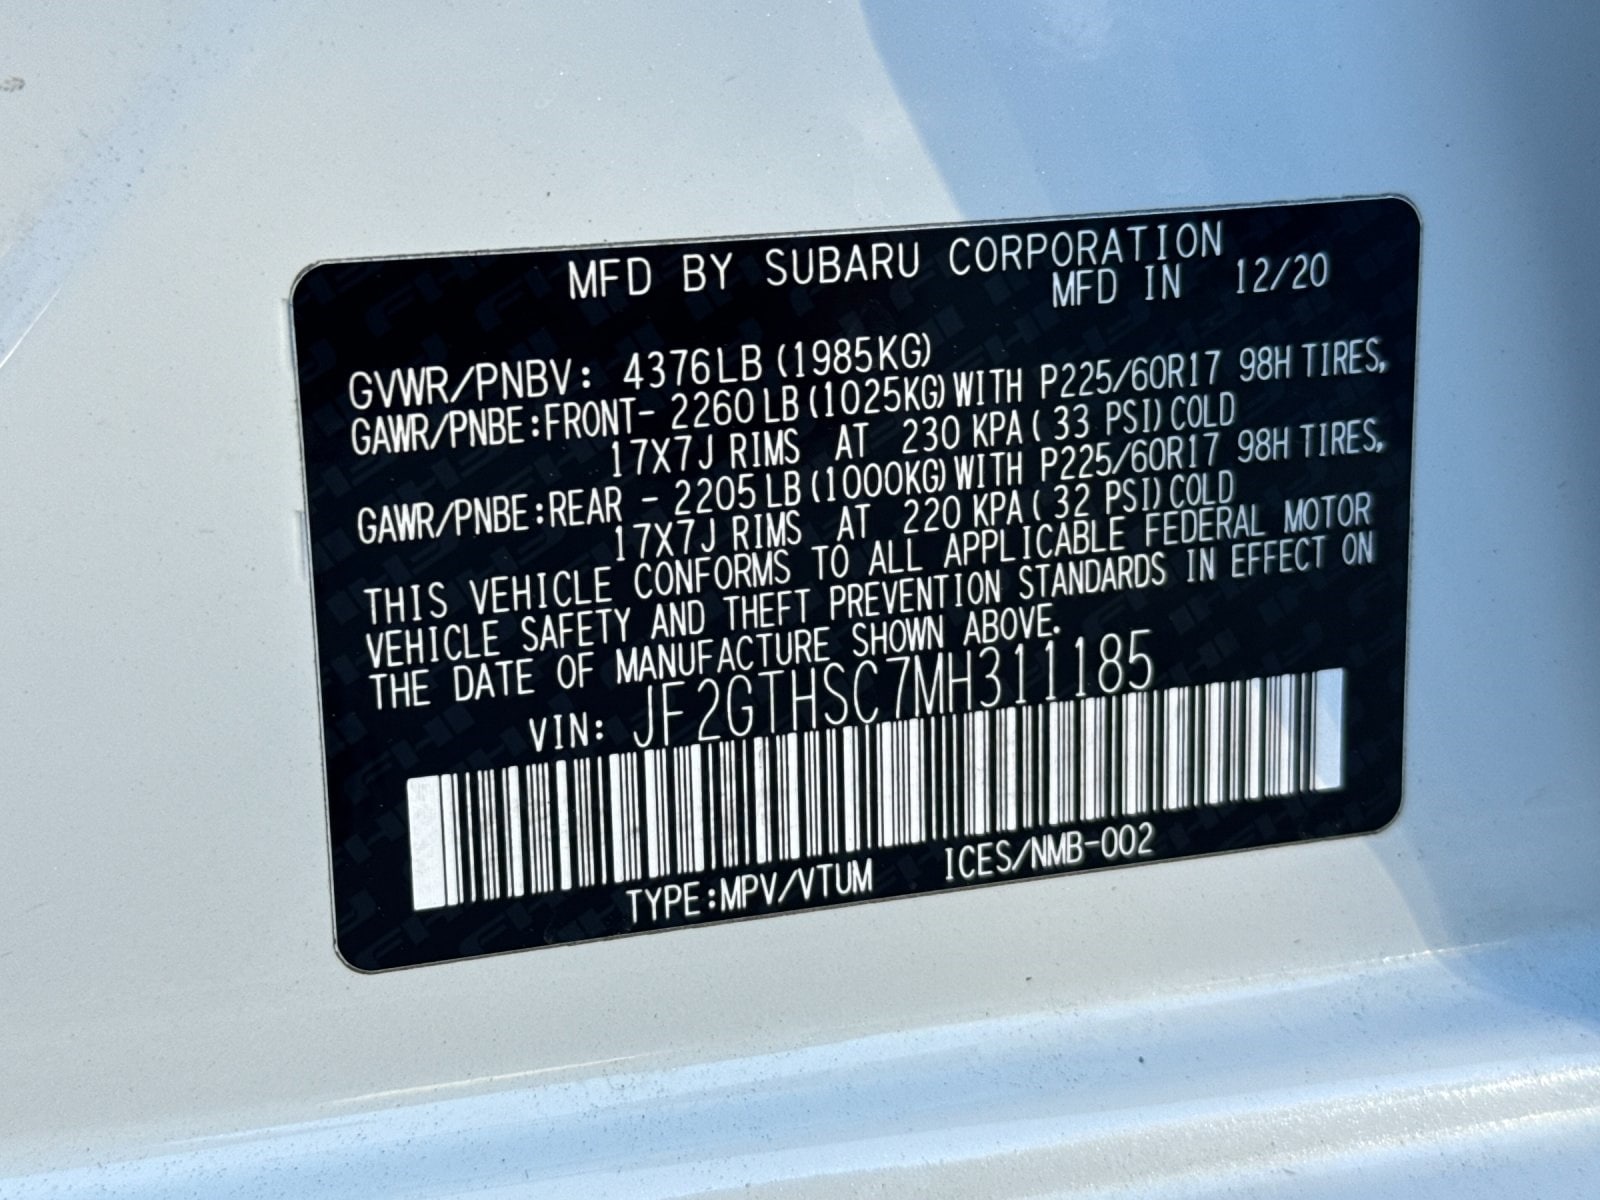 MFD BY SUBARU CORPORATION
MFD IN 12/20
GVWR/PNBV: 4376LB (1985KG)
GAWR/PNBE:FRONT- 2260LB (1025KG) WITH P225/60R17 98H TIRES,
17X7J RIMS AT 230 KPA ( 33 PSI) COLD
GAWR/PNBE:REAR - 2205LB (1000KG) WITH P225/60R17 98H TIRES,
17X7J RIMS AT 220 KPA ( 32 PSI) COLD
THIS VEHICLE CONFORMS TO ALL APPLICABLE FEDERAL MOTOR
VEHICLE SAFETY AND THEFT PREVENTION STANDARDS IN EFFECT ON
THE DATE OF MANUFACTURE SHOWN ABOVE.
VIN: JF2GTHSC7MH311185
TYPE:MPV/VTUM ICES/NMB-002